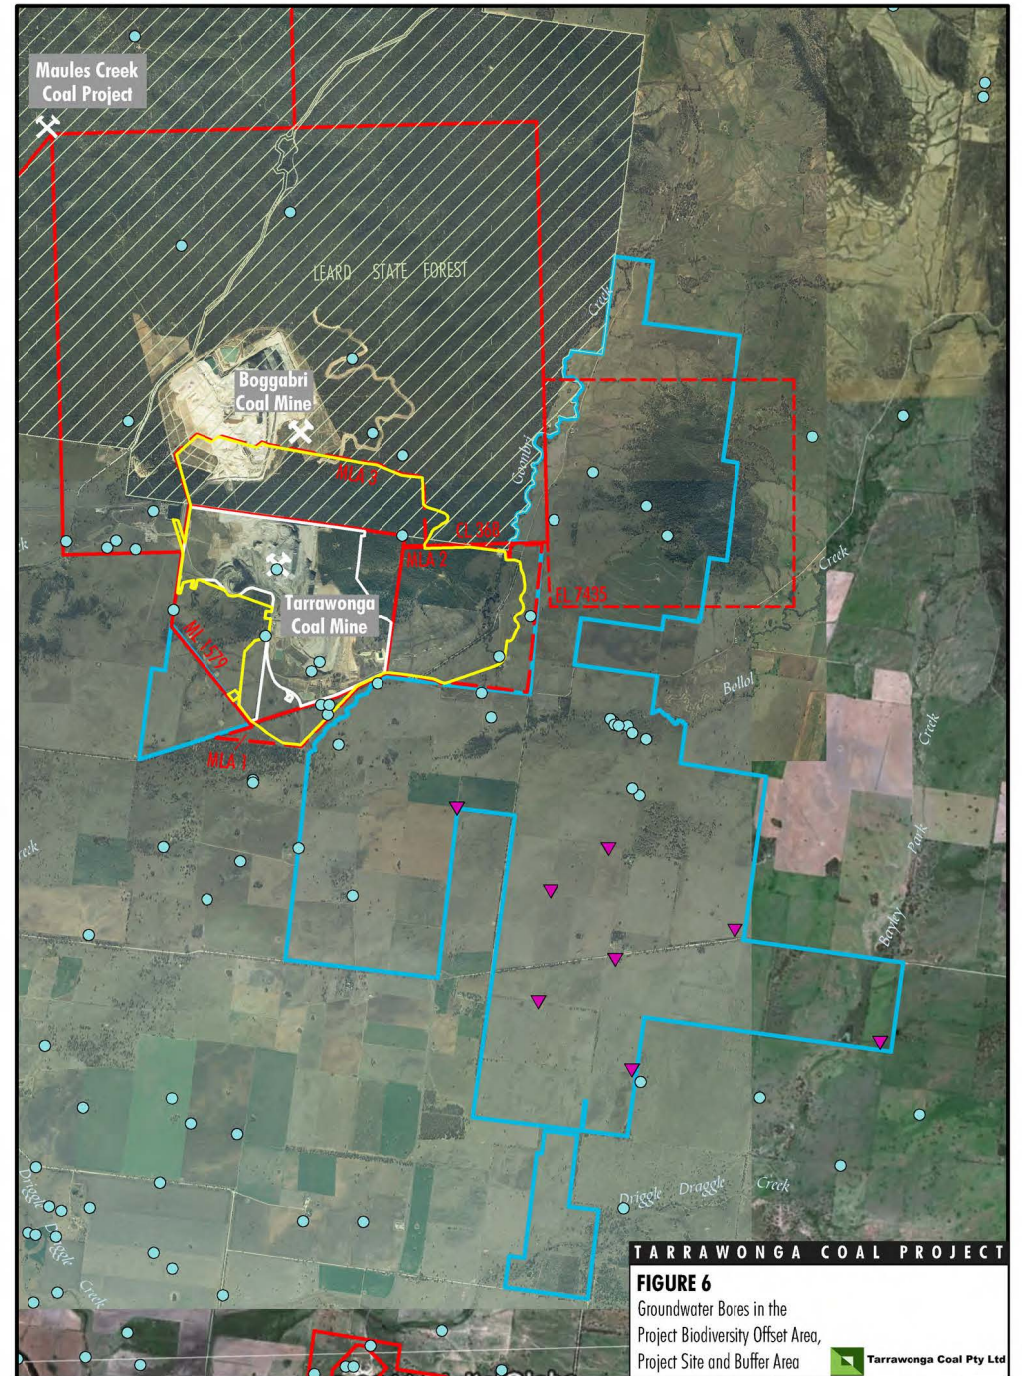 Maules Creek
Coal Project
LEARD STATE FOREST
Creek
Boggabri
Coal Mine
Goonbri
MLA 3
CL 368
MLA 2
EL 7435
Creek
Tarrawonga
Coal Mine
ML 1579
Bollol
Creek
MLA 1
Park
Bayley
Driggle Draggle Creek
Driggle
Creek
TARRAWONGA COAL PROJECT
FIGURE 6
Groundwater Bores in the
Project Biodiversity Offset Area,
Project Site and Buffer Area
Tarrawonga Coal Pty Ltd